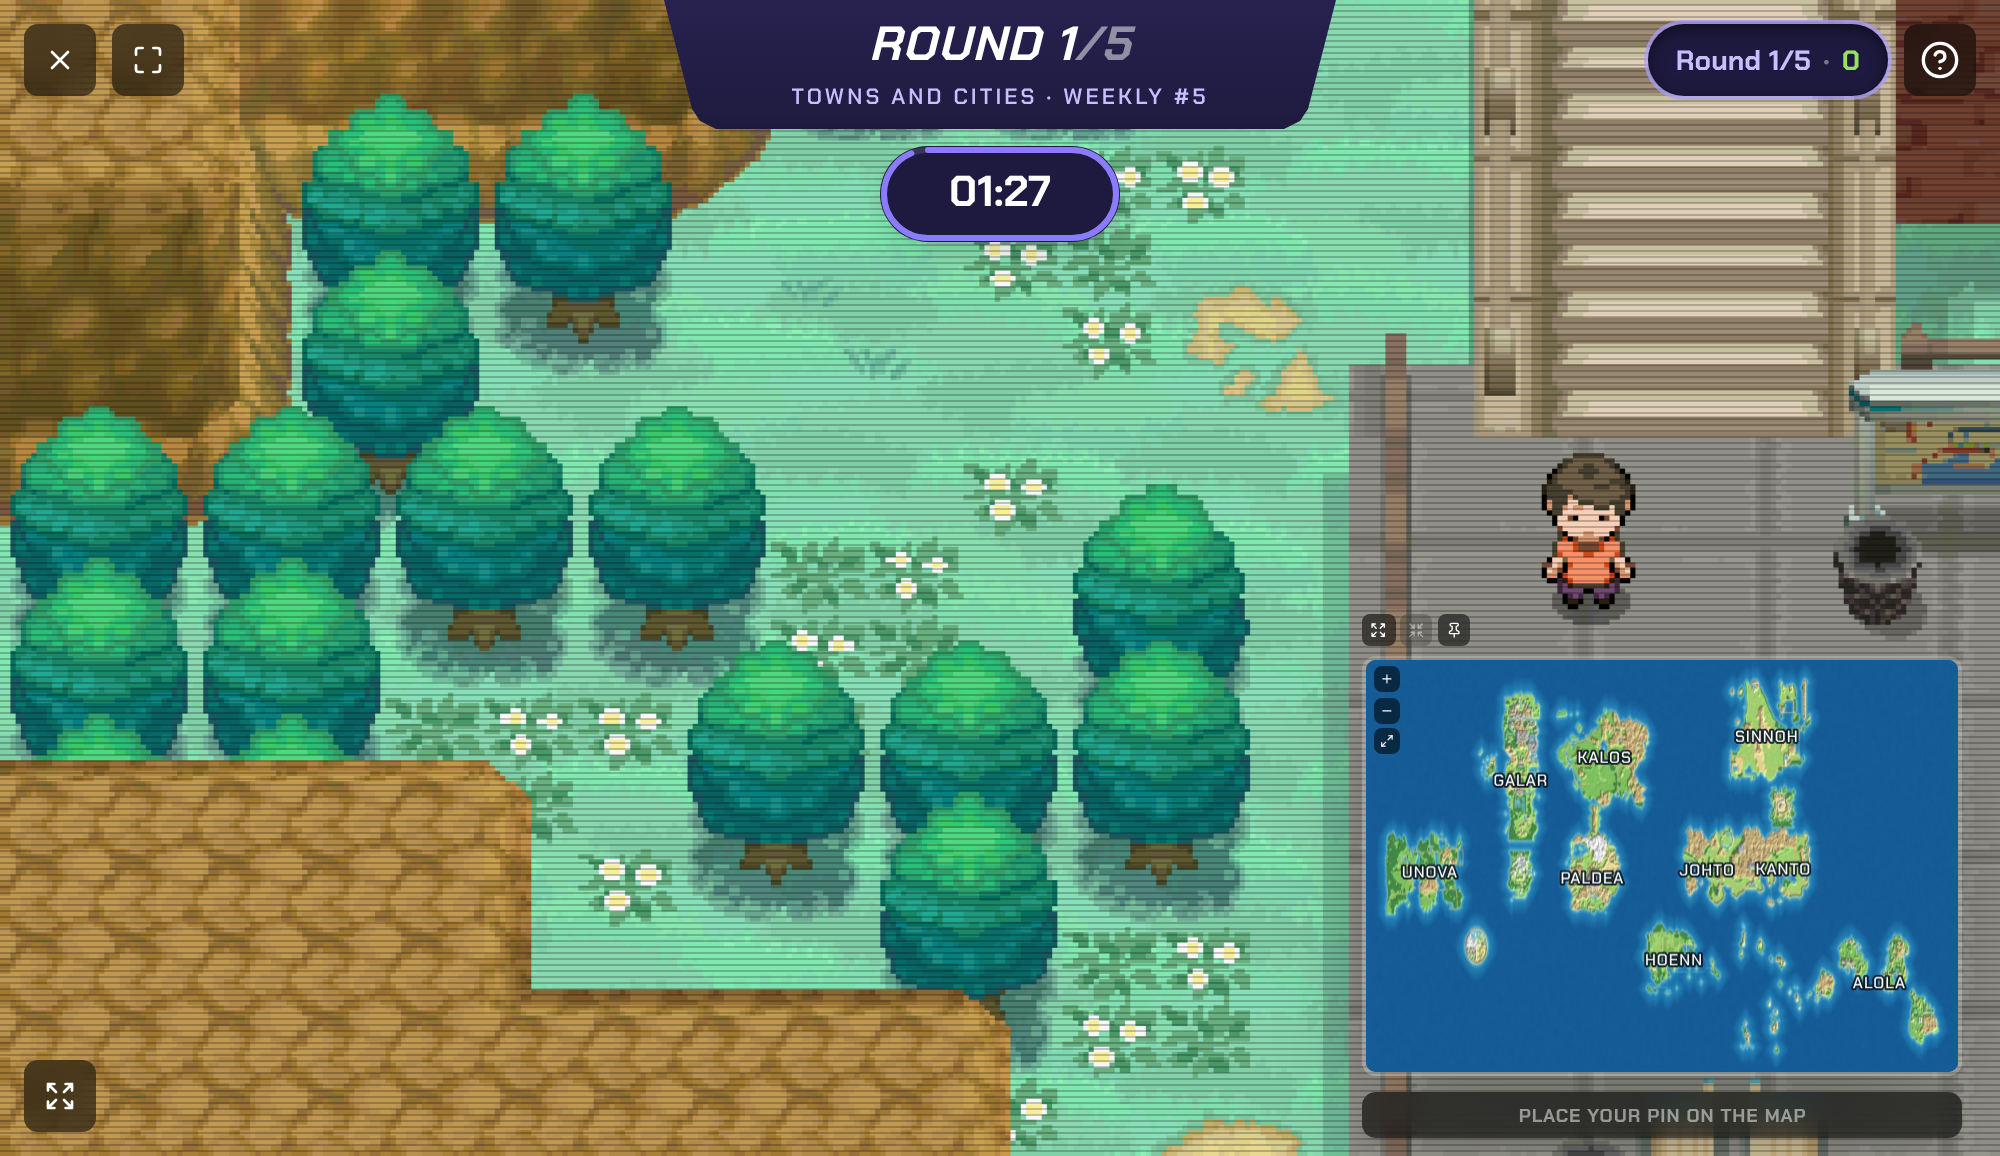 ROUND 1/5
TOWNS AND CITIES · WEEKLY #5
Round 1/5 · 0
01:27
SINNOH
KALOS
GALAR
UNOVA
PALDEA
JOHTO
KANTO
HOENN
ALOLA
PLACE YOUR PIN ON THE MAP